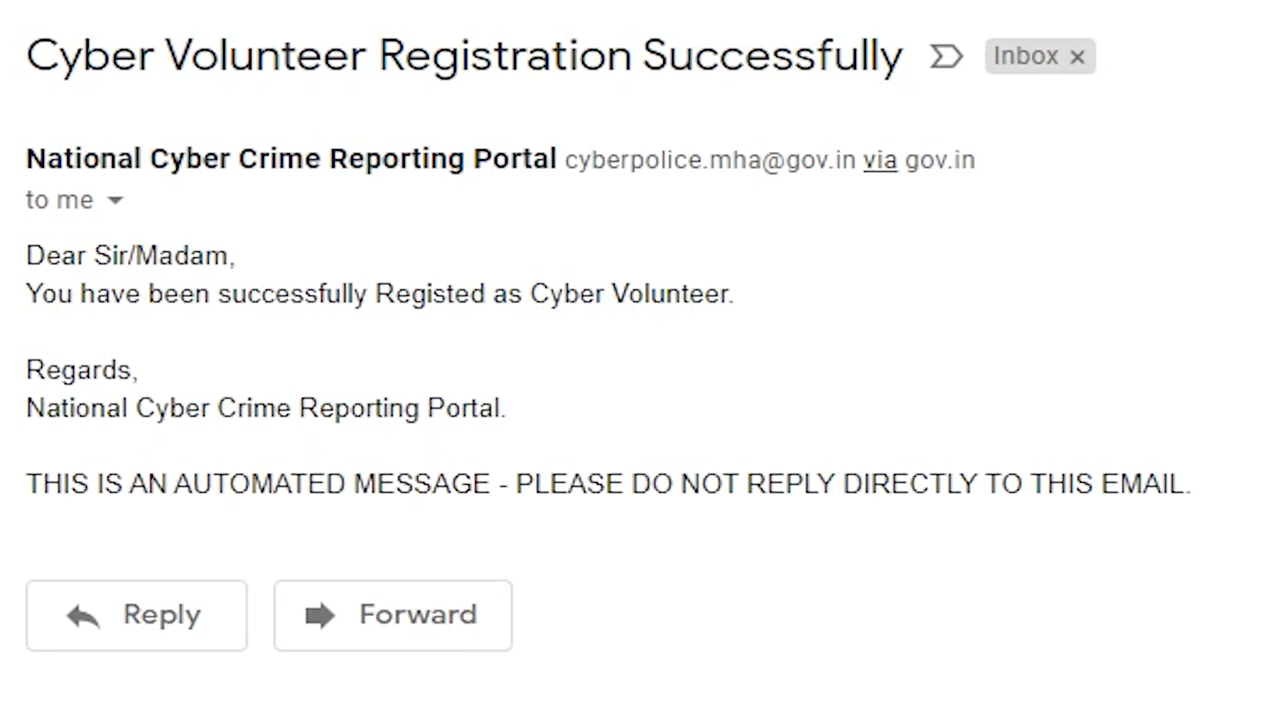 Cyber Volunteer Registration Successfully Inbox ×
National Cyber Crime Reporting Portal cyberpolice.mha@gov.in via gov.in
to me
Dear Sir/Madam,
You have been successfully Registed as Cyber Volunteer.
Regards,
National Cyber Crime Reporting Portal.
THIS IS AN AUTOMATED MESSAGE - PLEASE DO NOT REPLY DIRECTLY TO THIS EMAIL.
Reply Forward